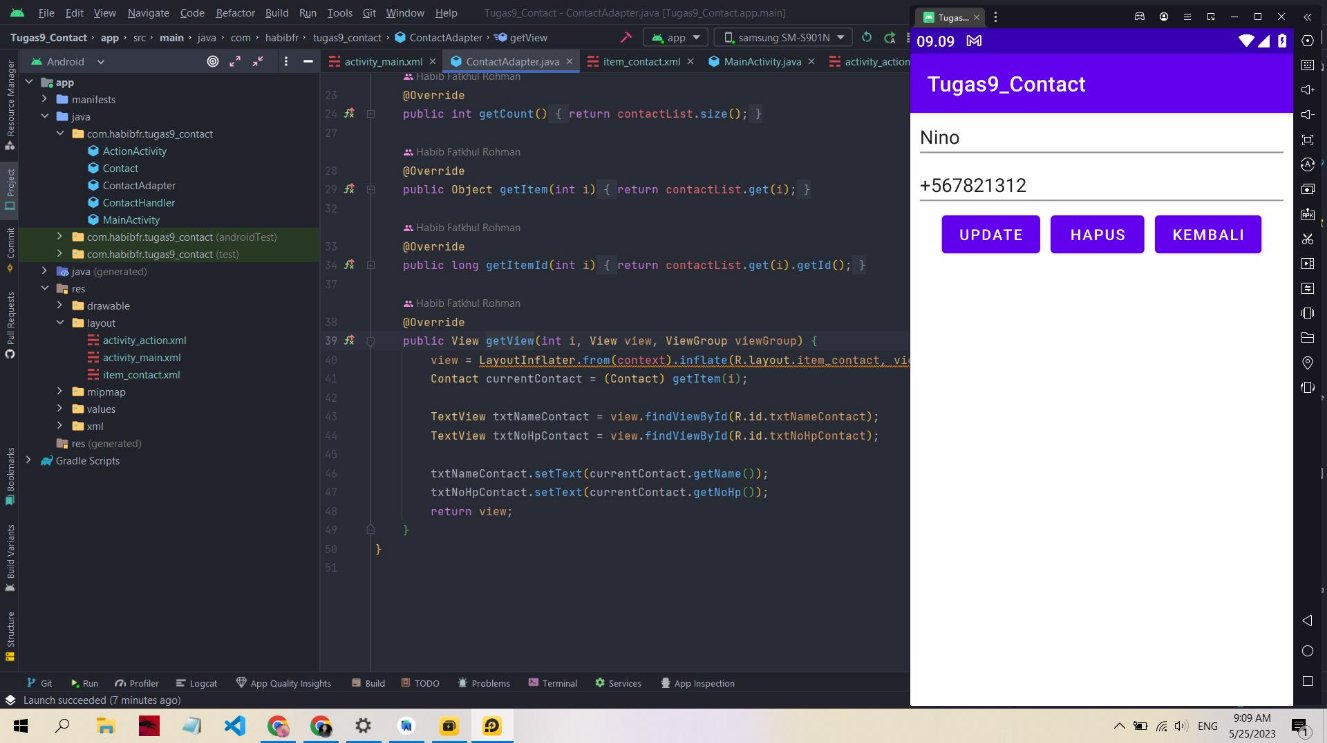 File Edit View Navigate Code Refactor Build Run Tools Git Window Help Tugas9_Contact - ContactAdapter.java [Tugas9_Contact.app.main]
Tugas9_Contact app src main java com habibfr tugas9_contact ContactAdapter getView app samsung SM-S901N
Android
activity_main.xml ContactAdapter.java item_contact.xml MainActivity.java activity_action
Resource Manager
Project
Commit
Pull Requests
Bookmarks
Build Variants
Structure
app
manifests
java
com.habibfr.tugas9_contact
ActionActivity
Contact
ContactAdapter
ContactHandler
MainActivity
com.habibfr.tugas9_contact (androidTest)
com.habibfr.tugas9_contact (test)
java (generated)
res
drawable
layout
activity_action.xml
activity_main.xml
item_contact.xml
mipmap
values
xml
res (generated)
Gradle Scripts
Habib Fatkhul Rohman
23 @Override
24 public int getCount() { return contactList.size(); }
27
Habib Fatkhul Rohman
28 @Override
29 public Object getItem(int i) { return contactList.get(i); }
32
Habib Fatkhul Rohman
33 @Override
34 public long getItemId(int i) { return contactList.get(i).getId(); }
37
Habib Fatkhul Rohman
38 @Override
39 public View getView(int i, View view, ViewGroup viewGroup) {
40 view = LayoutInflater.from(context).inflate(R.layout.item_contact, vie
41 Contact currentContact = (Contact) getItem(i);
42
43 TextView txtNameContact = view.findViewById(R.id.txtNameContact);
44 TextView txtNoHpContact = view.findViewById(R.id.txtNoHpContact);
45
46 txtNameContact.setText(currentContact.getName());
47 txtNoHpContact.setText(currentContact.getNoHp());
48 return view;
49 }
50 }
51
Tugas...
09.09
Tugas9_Contact
Nino
+567821312
UPDATE HAPUS KEMBALI
Git Run Profiler Logcat App Quality Insights Build TODO Problems Terminal Services App Inspection
Launch succeeded (7 minutes ago)
ENG
9:09 AM
5/25/2023
1